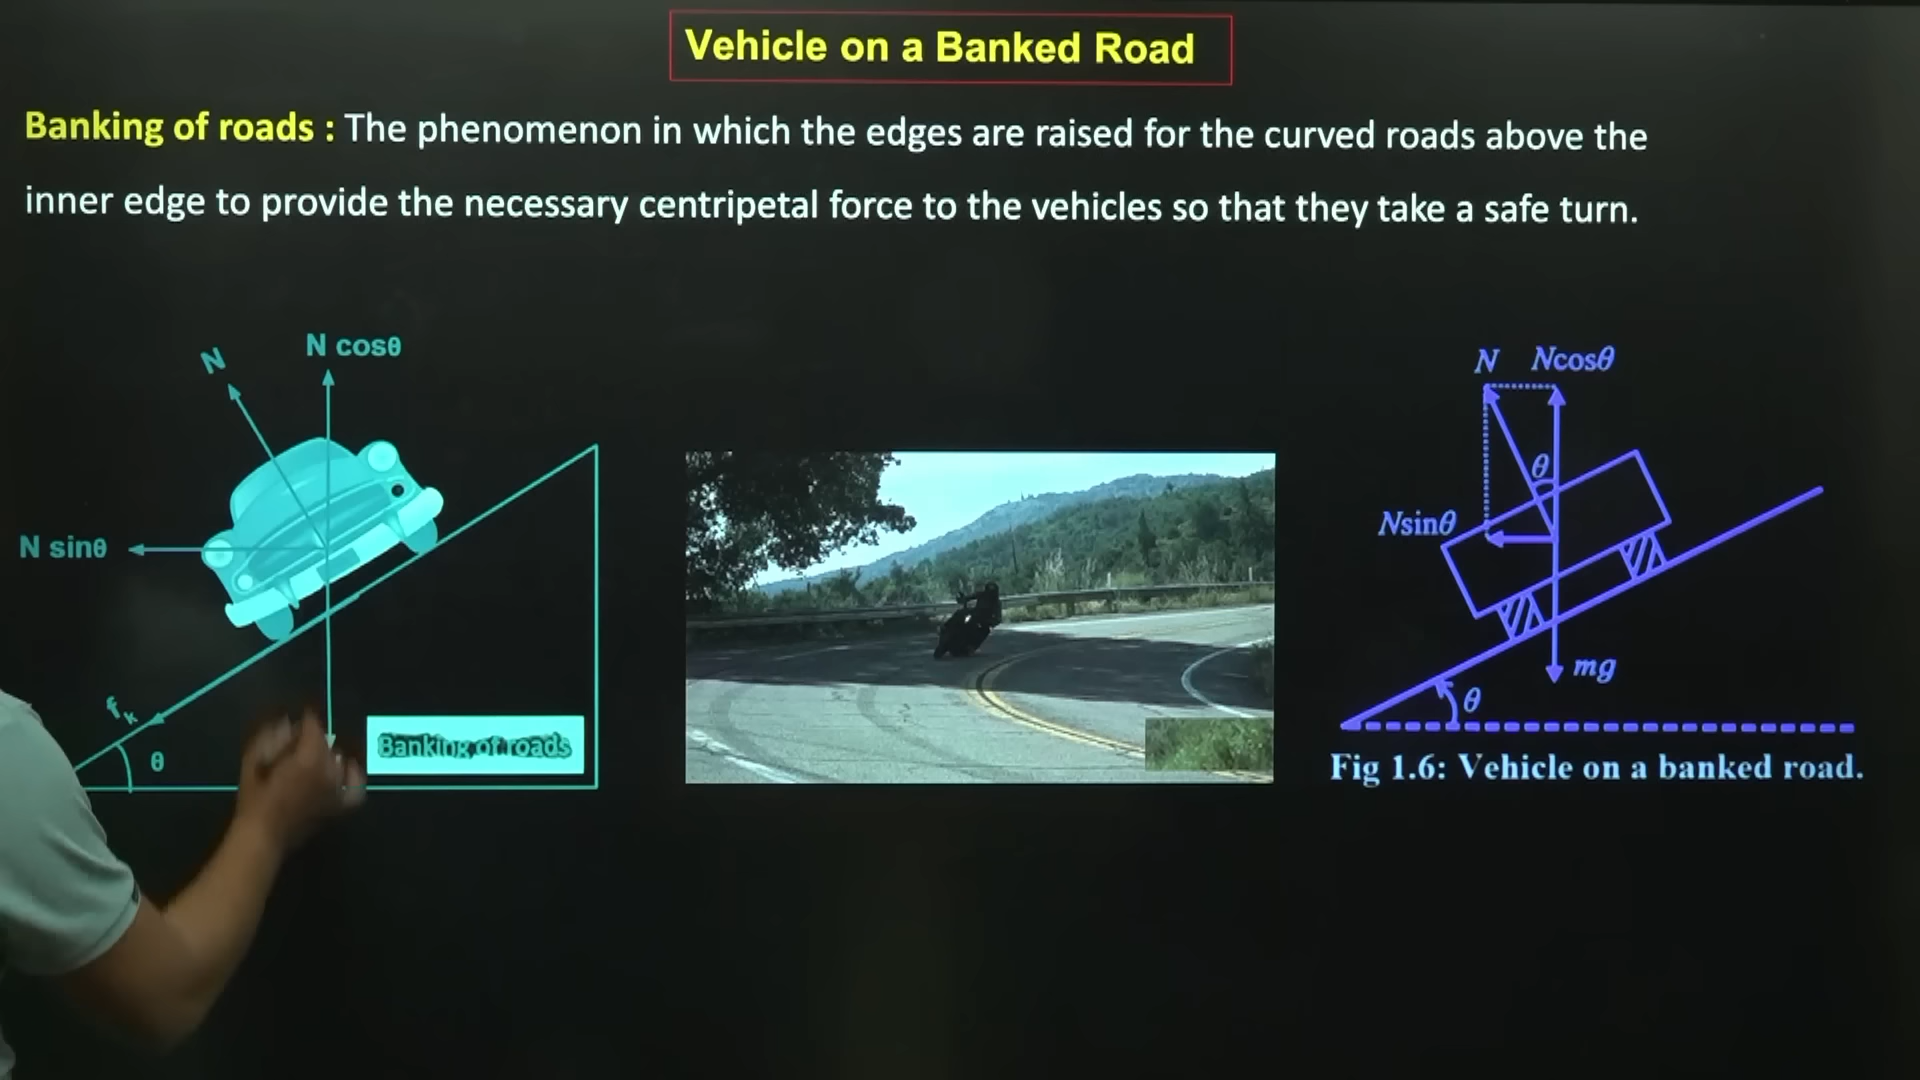 Vehicle on a Banked Road
Banking of roads : The phenomenon in which the edges are raised for the curved roads above the
inner edge to provide the necessary centripetal force to the vehicles so that they take a safe turn.
N
N cosθ
N sinθ
fₖ
θ
Banking of roads
N
Ncosθ
θ
Nsinθ
mg
θ
Fig 1.6: Vehicle on a banked road.